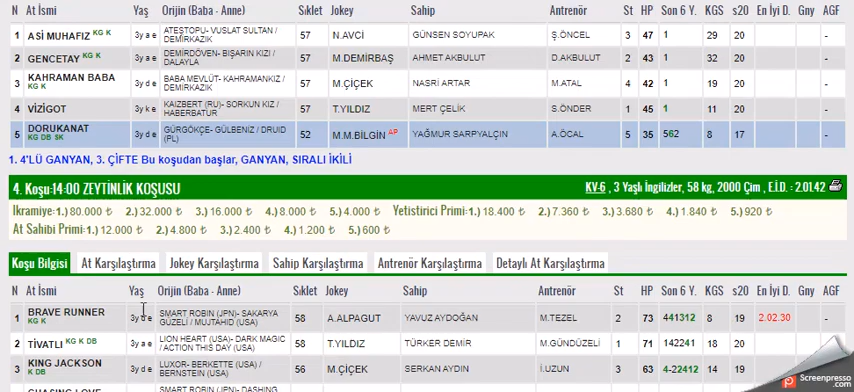 N At İsmi Yaş Orijin (Baba - Anne) Sıklet Jokey Sahip Antrenör St HP Son 6 Y. KGS s20 En İyi D. Gny AGF
1 ASİ MUHAFIZ KG K 3y a e ATEŞTOPU- VUSLAT SULTAN / DEMİRKAZIK 57 N.AVCİ GÜNSEN SOYUPAK Ş.ÖNCEL 3 47 1 29 20 -
2 GENCETAY KG K 3y a e DEMİRDÖVEN- BIŞARIN KIZI / DALAYLA 57 M.DEMİRBAŞ AHMET AKBULUT D.AKBULUT 2 43 1 32 20 -
3 KAHRAMAN BABA KG K 3y d e BABA MEVLÜT- KAHRAMANKIZ / DEMİRKAZIK 57 M.ÇİÇEK NASRİ ARTAR M.ATAL 4 42 1 19 20 -
4 VİZİGOT 3y k e KAIZBERT (RU)- SORKUN KIZ / HABERBATUR 57 T.YILDIZ MERT ÇELİK S.ÖNDER 1 45 1 11 20 -
5 DORUKANAT KG DB SK 3y d e GÜRGÖKÇE- GÜLBENİZ / DRUID (PL) 52 M.M.BİLGİN AP YAĞMUR SARPYALÇIN A.ÖCAL 5 35 562 8 17 -
1. 4'LÜ GANYAN, 3. ÇİFTE Bu koşudan başlar, GANYAN, SIRALI İKİLİ
4. Koşu:14:00 ZEYTİNLİK KOŞUSU KV-6 , 3 Yaşlı İngilizler, 58 kg, 2000 Çim , E.İ.D. : 2.01.42
Ikramiye: 1.) 80.000 ₺ 2.) 32.000 ₺ 3.) 16.000 ₺ 4.) 8.000 ₺ 5.) 4.000 ₺ Yetistirici Primi: 1.) 18.400 ₺ 2.) 7.360 ₺ 3.) 3.680 ₺ 4.) 1.840 ₺ 5.) 920 ₺
At Sahibi Primi: 1.) 12.000 ₺ 2.) 4.800 ₺ 3.) 2.400 ₺ 4.) 1.200 ₺ 5.) 600 ₺
Koşu Bilgisi At Karşılaştırma Jokey Karşılaştırma Sahip Karşılaştırma Antrenör Karşılaştırma Detaylı At Karşılaştırma
N At İsmi Yaş Orijin (Baba - Anne) Sıklet Jokey Sahip Antrenör St HP Son 6 Y. KGS s20 En İyi D. Gny AGF
1 BRAVE RUNNER KG K 3y d e SMART ROBIN (JPN)- SAKARYA GÜZELİ / MUJTAHID (USA) 58 A.ALPAGUT YAVUZ AYDOĞAN M.TEZEL 2 73 441312 8 19 2.02.30 -
2 TİVATLI KG K DB 3y a e LION HEART (USA)- DARK MAGIC / ACTION THIS DAY (USA) 58 T.YILDIZ TÜRKER DEMİR M.GÜNDÜZELİ 1 71 142241 18 20 -
3 KING JACKSON K DB 3y d e LUXOR- BERKETTE (USA) / BERNSTEIN (USA) 56 M.ÇİÇEK SERKAN AYDIN İ.UZUN 3 63 4-22412 14 19
CHASING LOVE SMART ROBIN (JPN)- DASHING
Screenpresso.com